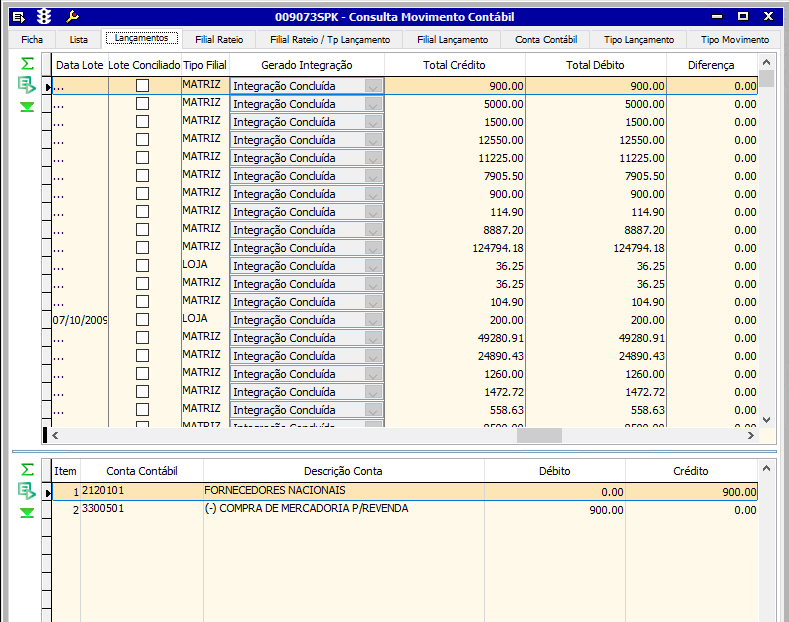 009073SPK - Consulta Movimento Contábil
Ficha Lista Lançamentos Filial Rateio Filial Rateio / Tp Lançamento Filial Lançamento Conta Contábil Tipo Lançamento Tipo Movimento
Data Lote Lote Conciliado Tipo Filial Gerado Integração Total Crédito Total Débito Diferença
... MATRIZ Integração Concluída 900.00 900.00 0.00
... MATRIZ Integração Concluída 5000.00 5000.00 0.00
... MATRIZ Integração Concluída 1500.00 1500.00 0.00
... MATRIZ Integração Concluída 12550.00 12550.00 0.00
... MATRIZ Integração Concluída 11225.00 11225.00 0.00
... MATRIZ Integração Concluída 7905.50 7905.50 0.00
... MATRIZ Integração Concluída 900.00 900.00 0.00
... MATRIZ Integração Concluída 114.90 114.90 0.00
... MATRIZ Integração Concluída 8887.20 8887.20 0.00
... MATRIZ Integração Concluída 124794.18 124794.18 0.00
... LOJA Integração Concluída 36.25 36.25 0.00
... MATRIZ Integração Concluída 36.25 36.25 0.00
... MATRIZ Integração Concluída 104.90 104.90 0.00
07/10/2009 LOJA Integração Concluída 200.00 200.00 0.00
... MATRIZ Integração Concluída 49280.91 49280.91 0.00
... MATRIZ Integração Concluída 24890.43 24890.43 0.00
... MATRIZ Integração Concluída 1260.00 1260.00 0.00
... MATRIZ Integração Concluída 1472.72 1472.72 0.00
... MATRIZ Integração Concluída 558.63 558.63 0.00
MATRIZ Integração Concluída
Item Conta Contábil Descrição Conta Débito Crédito
1 2120101 FORNECEDORES NACIONAIS 0.00 900.00
2 3300501 (-) COMPRA DE MERCADORIA P/REVENDA 900.00 0.00